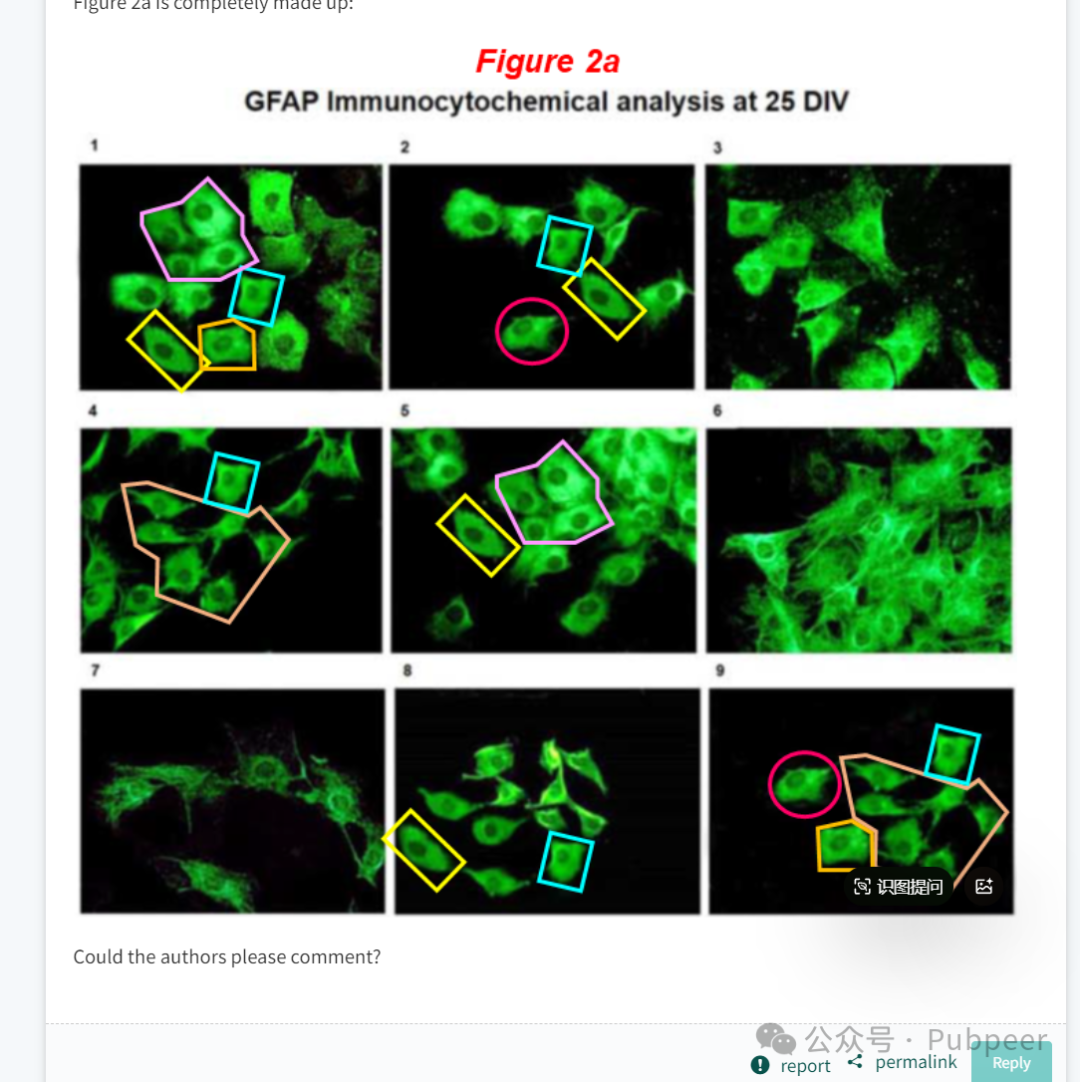 Figure 2a is completely made up:
Figure 2a
GFAP Immunocytochemical analysis at 25 DIV
1
2
3
4
5
6
7
8
9
识图提问
Could the authors please comment?
公众号 · Pubpeer
report
permalink
Reply